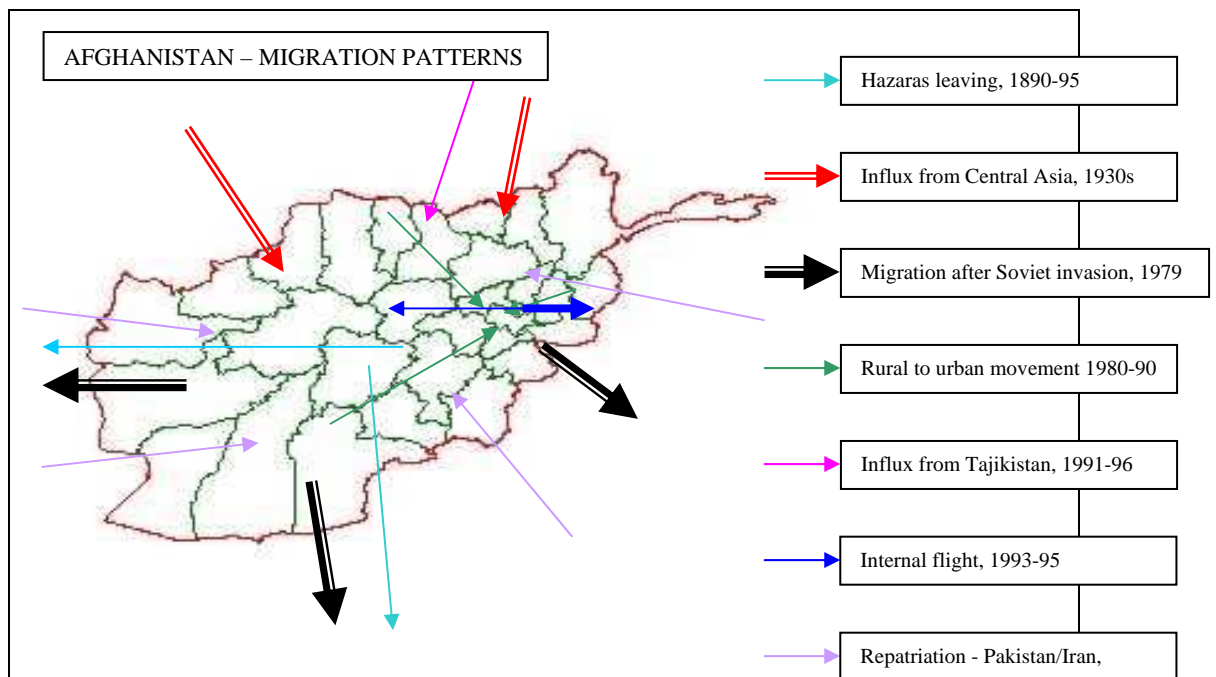 AFGHANISTAN – MIGRATION PATTERNS
Hazaras leaving, 1890-95
Influx from Central Asia, 1930s
Migration after Soviet invasion, 1979
Rural to urban movement 1980-90
Influx from Tajikistan, 1991-96
Internal flight, 1993-95
Repatriation - Pakistan/Iran,